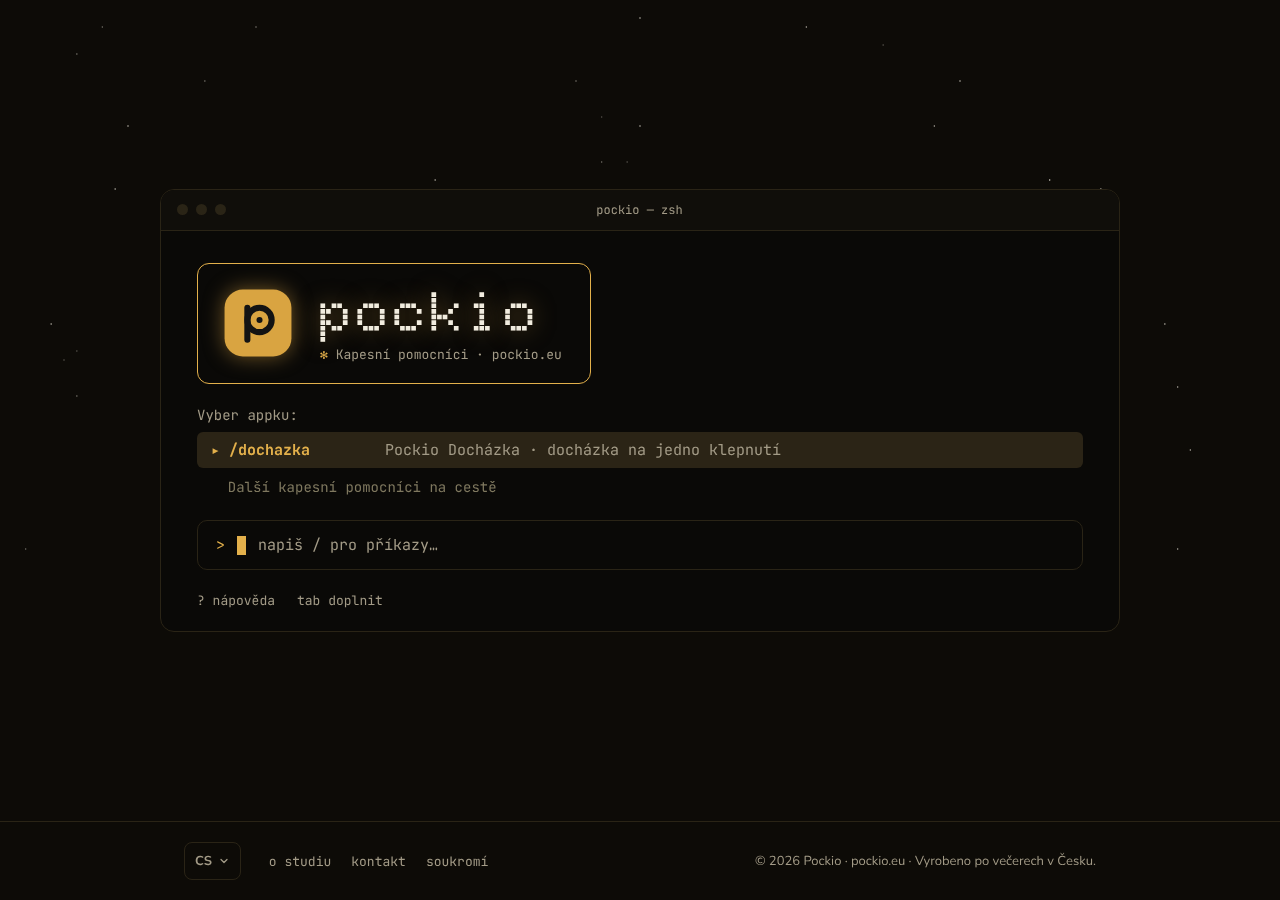 pockio — zsh
p
pockio
✻ Kapesní pomocníci · pockio.eu
Vyber appku:
▸ /dochazka Pockio Docházka · docházka na jedno klepnutí
Další kapesní pomocníci na cestě
> napiš / pro příkazy…
? nápověda tab doplnit
CS o studiu kontakt soukromí © 2026 Pockio · pockio.eu · Vyrobeno po večerech v Česku.